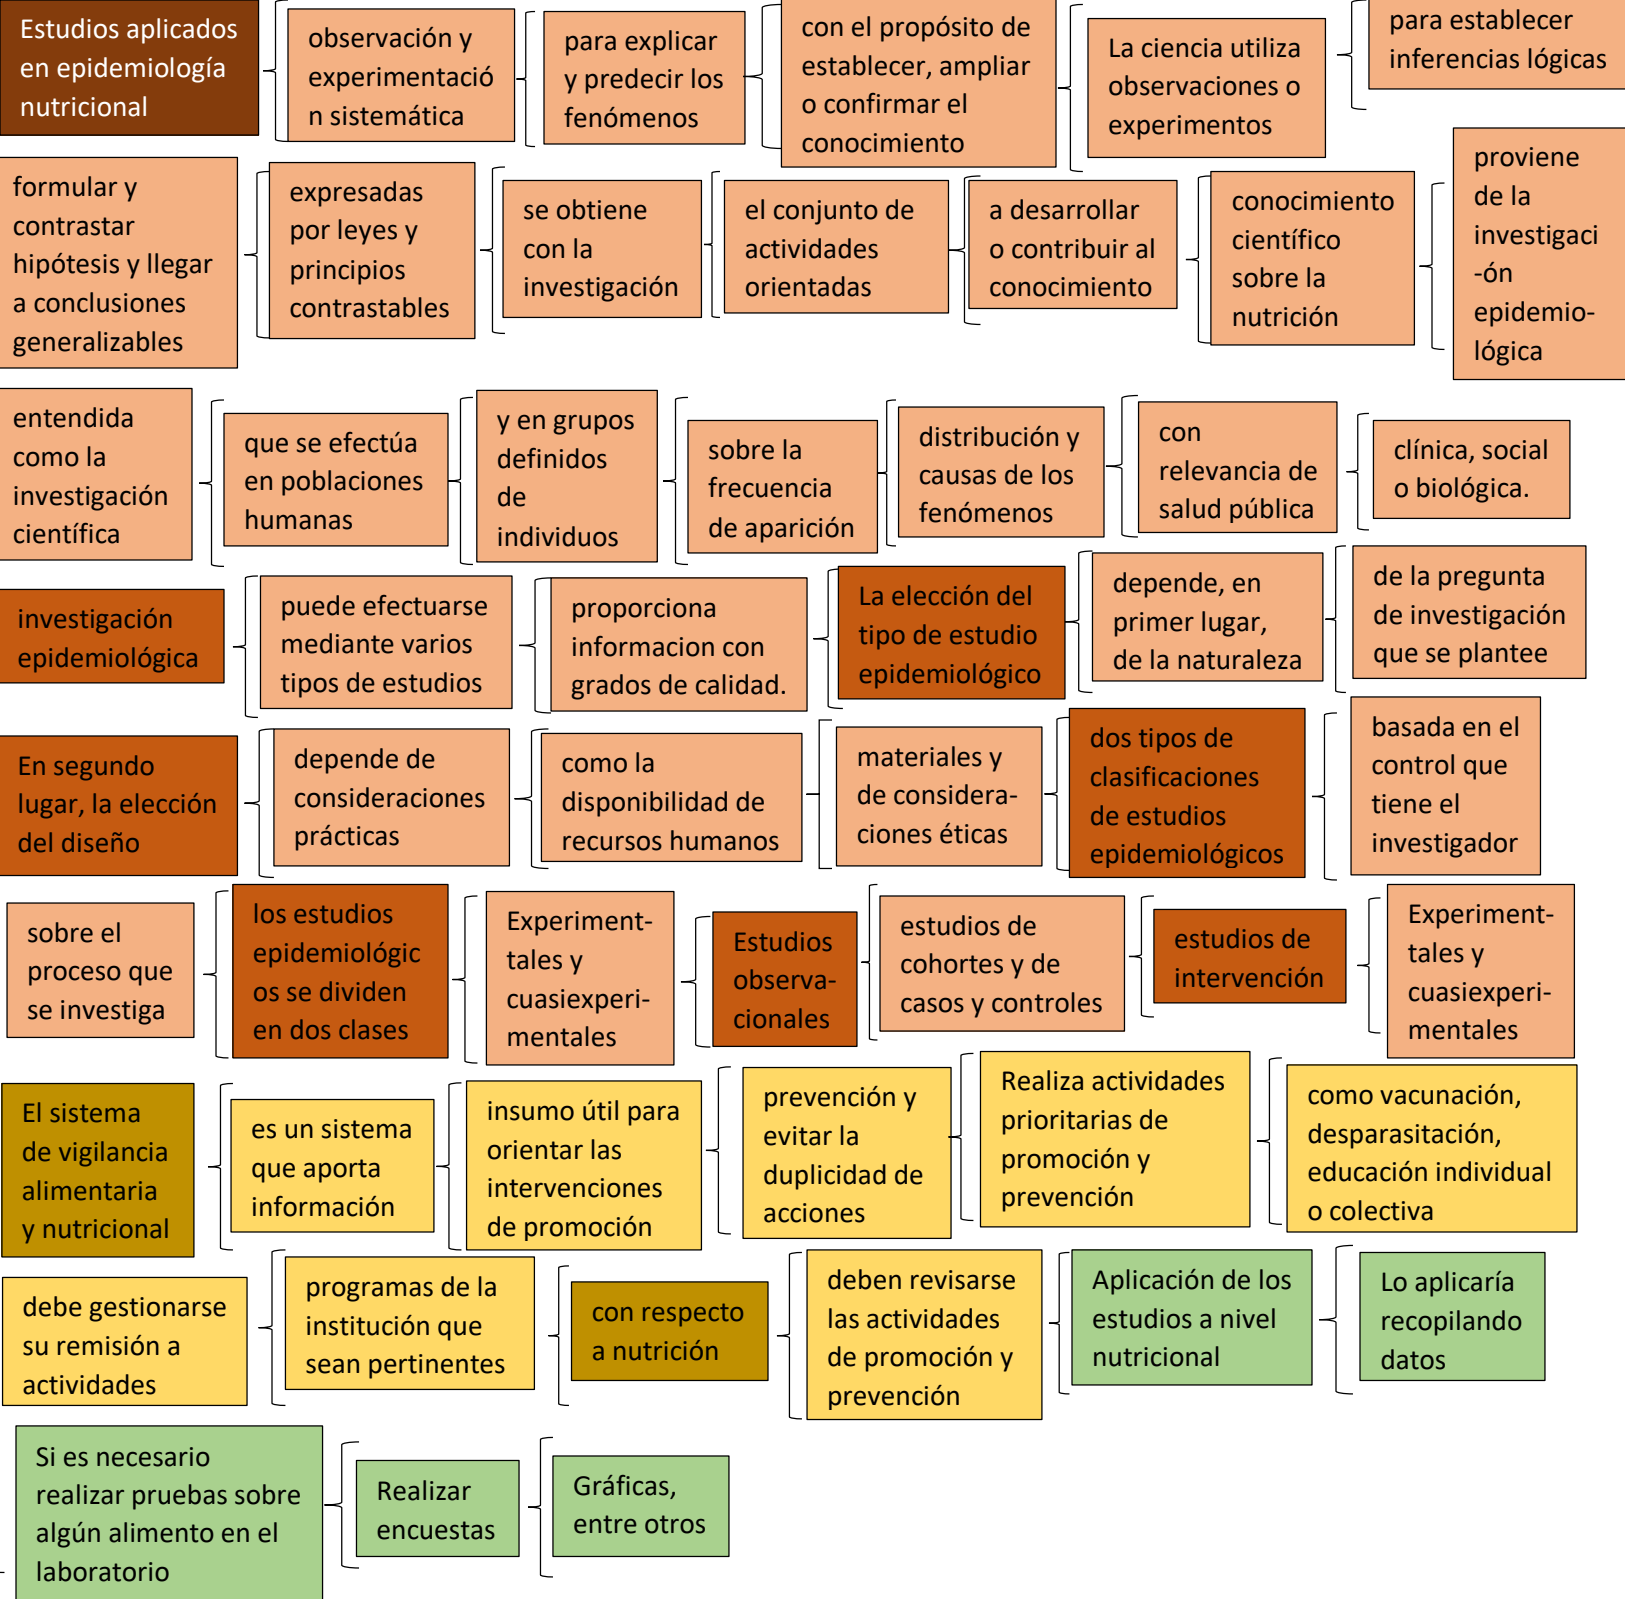 Estudios aplicados
en epidemiología
nutricional
observación y
experimentació
n sistemática
para explicar
y predecir los
fenómenos
con el propósito de
establecer, ampliar
o confirmar el
conocimiento
La ciencia utiliza
observaciones o
experimentos
para establecer
inferencias lógicas
formular y
contrastar
hipótesis y llegar
a conclusiones
generalizables
expresadas
por leyes y
principios
contrastables
se obtiene
con la
investigación
el conjunto de
actividades
orientadas
a desarrollar
o contribuir al
conocimiento
conocimiento
científico
sobre la
nutrición
proviene
de la
investigaci
-ón
epidemio-
lógica
entendida
como la
investigación
científica
que se efectúa
en poblaciones
humanas
y en grupos
definidos
de
individuos
sobre la
frecuencia
de aparición
distribución y
causas de los
fenómenos
con
relevancia de
salud pública
clínica, social
o biológica.
investigación
epidemiológica
puede efectuarse
mediante varios
tipos de estudios
proporciona
informacion con
grados de calidad.
La elección del
tipo de estudio
epidemiológico
depende, en
primer lugar,
de la naturaleza
de la pregunta
de investigación
que se plantee
En segundo
lugar, la elección
del diseño
depende de
consideraciones
prácticas
como la
disponibilidad de
recursos humanos
materiales y
de considera-
ciones éticas
dos tipos de
clasificaciones
de estudios
epidemiológicos
basada en el
control que
tiene el
investigador
sobre el
proceso que
se investiga
los estudios
epidemiológic
os se dividen
en dos clases
Experiment-
tales y
cuasiexperi-
mentales
Estudios
observa-
cionales
estudios de
cohortes y de
casos y controles
estudios de
intervención
Experiment-
tales y
cuasiexperi-
mentales
El sistema
de vigilancia
alimentaria
y nutricional
es un sistema
que aporta
información
insumo útil para
orientar las
intervenciones
de promoción
prevención y
evitar la
duplicidad de
acciones
Realiza actividades
prioritarias de
promoción y
prevención
como vacunación,
desparasitación,
educación individual
o colectiva
debe gestionarse
su remisión a
actividades
programas de la
institución que
sean pertinentes
con respecto
a nutrición
deben revisarse
las actividades
de promoción y
prevención
Aplicación de los
estudios a nivel
nutricional
Lo aplicaría
recopilando
datos
Si es necesario
realizar pruebas sobre
algún alimento en el
laboratorio
Realizar
encuestas
Gráficas,
entre otros